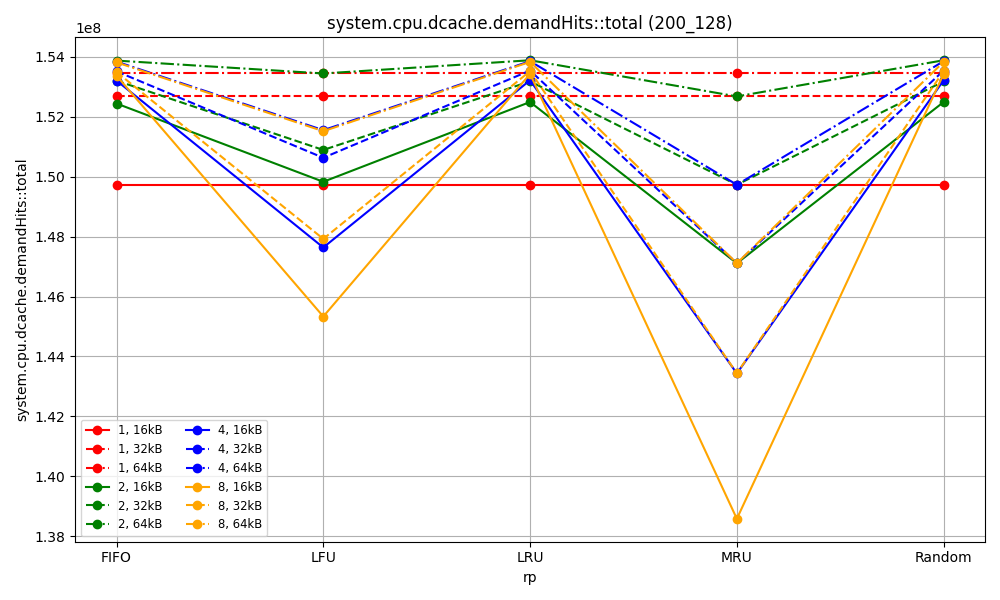 system.cpu.dcache.demandHits::total (200_128)
1e8
1.54
1.52
1.50
1.48
1.46
1.44
1.42
1.40
1.38
system.cpu.dcache.demandHits::total
1, 16kB
1, 32kB
1, 64kB
2, 16kB
2, 32kB
2, 64kB
4, 16kB
4, 32kB
4, 64kB
8, 16kB
8, 32kB
8, 64kB
FIFO LFU LRU MRU Random
rp